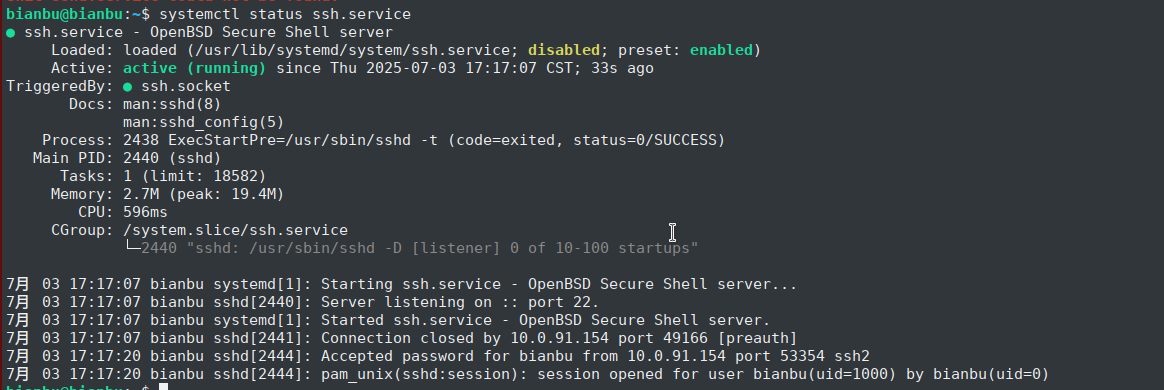 bianbu@bianbu:~$ systemctl status ssh.service
● ssh.service - OpenBSD Secure Shell server
     Loaded: loaded (/usr/lib/systemd/system/ssh.service; disabled; preset: enabled)
     Active: active (running) since Thu 2025-07-03 17:17:07 CST; 33s ago
TriggeredBy: ● ssh.socket
       Docs: man:sshd(8)
             man:sshd_config(5)
    Process: 2438 ExecStartPre=/usr/sbin/sshd -t (code=exited, status=0/SUCCESS)
   Main PID: 2440 (sshd)
      Tasks: 1 (limit: 18582)
     Memory: 2.7M (peak: 19.4M)
        CPU: 596ms
     CGroup: /system.slice/ssh.service
             └─2440 "sshd: /usr/sbin/sshd -D [listener] 0 of 10-100 startups"
7月 03 17:17:07 bianbu systemd[1]: Starting ssh.service - OpenBSD Secure Shell server...
7月 03 17:17:07 bianbu sshd[2440]: Server listening on :: port 22.
7月 03 17:17:07 bianbu systemd[1]: Started ssh.service - OpenBSD Secure Shell server.
7月 03 17:17:07 bianbu sshd[2441]: Connection closed by 10.0.91.154 port 49166 [preauth]
7月 03 17:17:20 bianbu sshd[2444]: Accepted password for bianbu from 10.0.91.154 port 53354 ssh2
7月 03 17:17:20 bianbu sshd[2444]: pam_unix(sshd:session): session opened for user bianbu(uid=1000) by bianbu(uid=0)